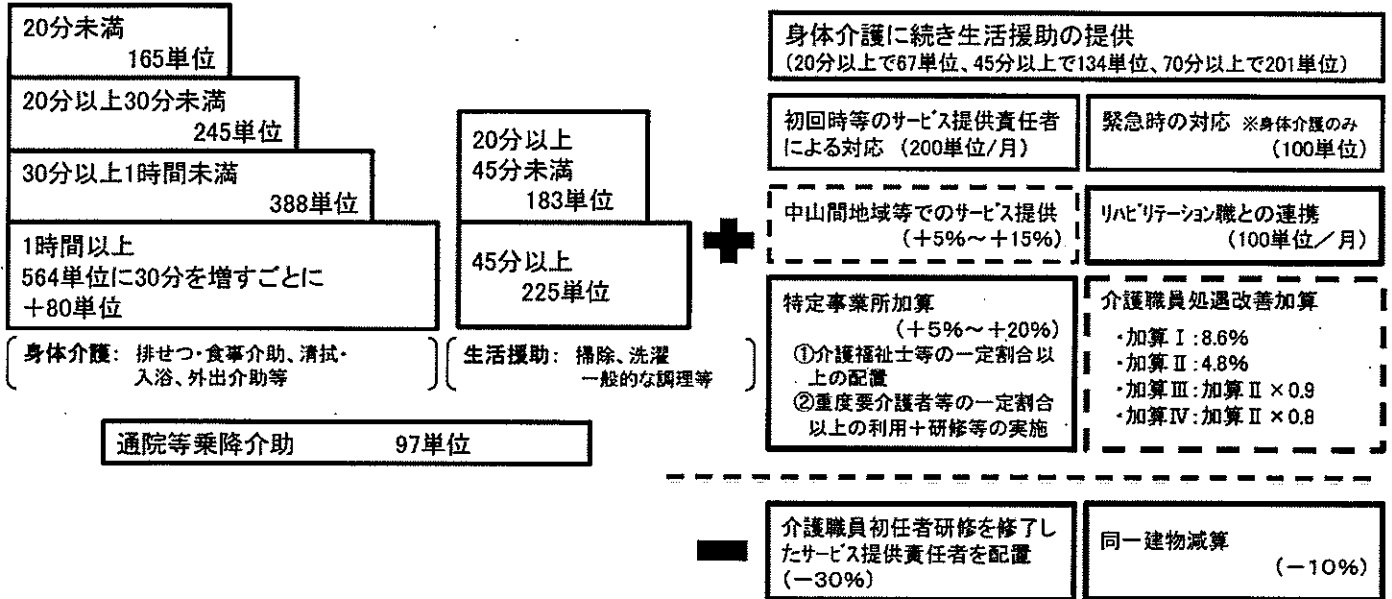 20分未満
165単位
20分以上30分未満
245単位
30分以上1時間未満
388単位
1時間以上
564単位に30分を増すごとに
+80単位
身体介護: 排せつ・食事介助、清拭・
入浴、外出介助等
20分以上
45分未満
183単位
45分以上
225単位
生活援助: 掃除、洗濯
一般的な調理等
通院等乗降介助 97単位
身体介護に続き生活援助の提供
(20分以上で67単位、45分以上で134単位、70分以上で201単位)
初回時等のサービス提供責任者
による対応 (200単位/月)
緊急時の対応 ※身体介護のみ
(100単位)
中山間地域等でのサービス提供
(+5%~+15%)
リハビリテーション職との連携
(100単位/月)
特定事業所加算
(+5%~+20%)
①介護福祉士等の一定割合以
上の配置
②重度要介護者等の一定割合
以上の利用+研修等の実施
介護職員処遇改善加算
・加算Ⅰ:8.6%
・加算Ⅱ:4.8%
・加算Ⅲ:加算Ⅱ×0.9
・加算Ⅳ:加算Ⅱ×0.8
介護職員初任者研修を修了し
たサービス提供責任者を配置
(-30%)
同一建物減算
(-10%)